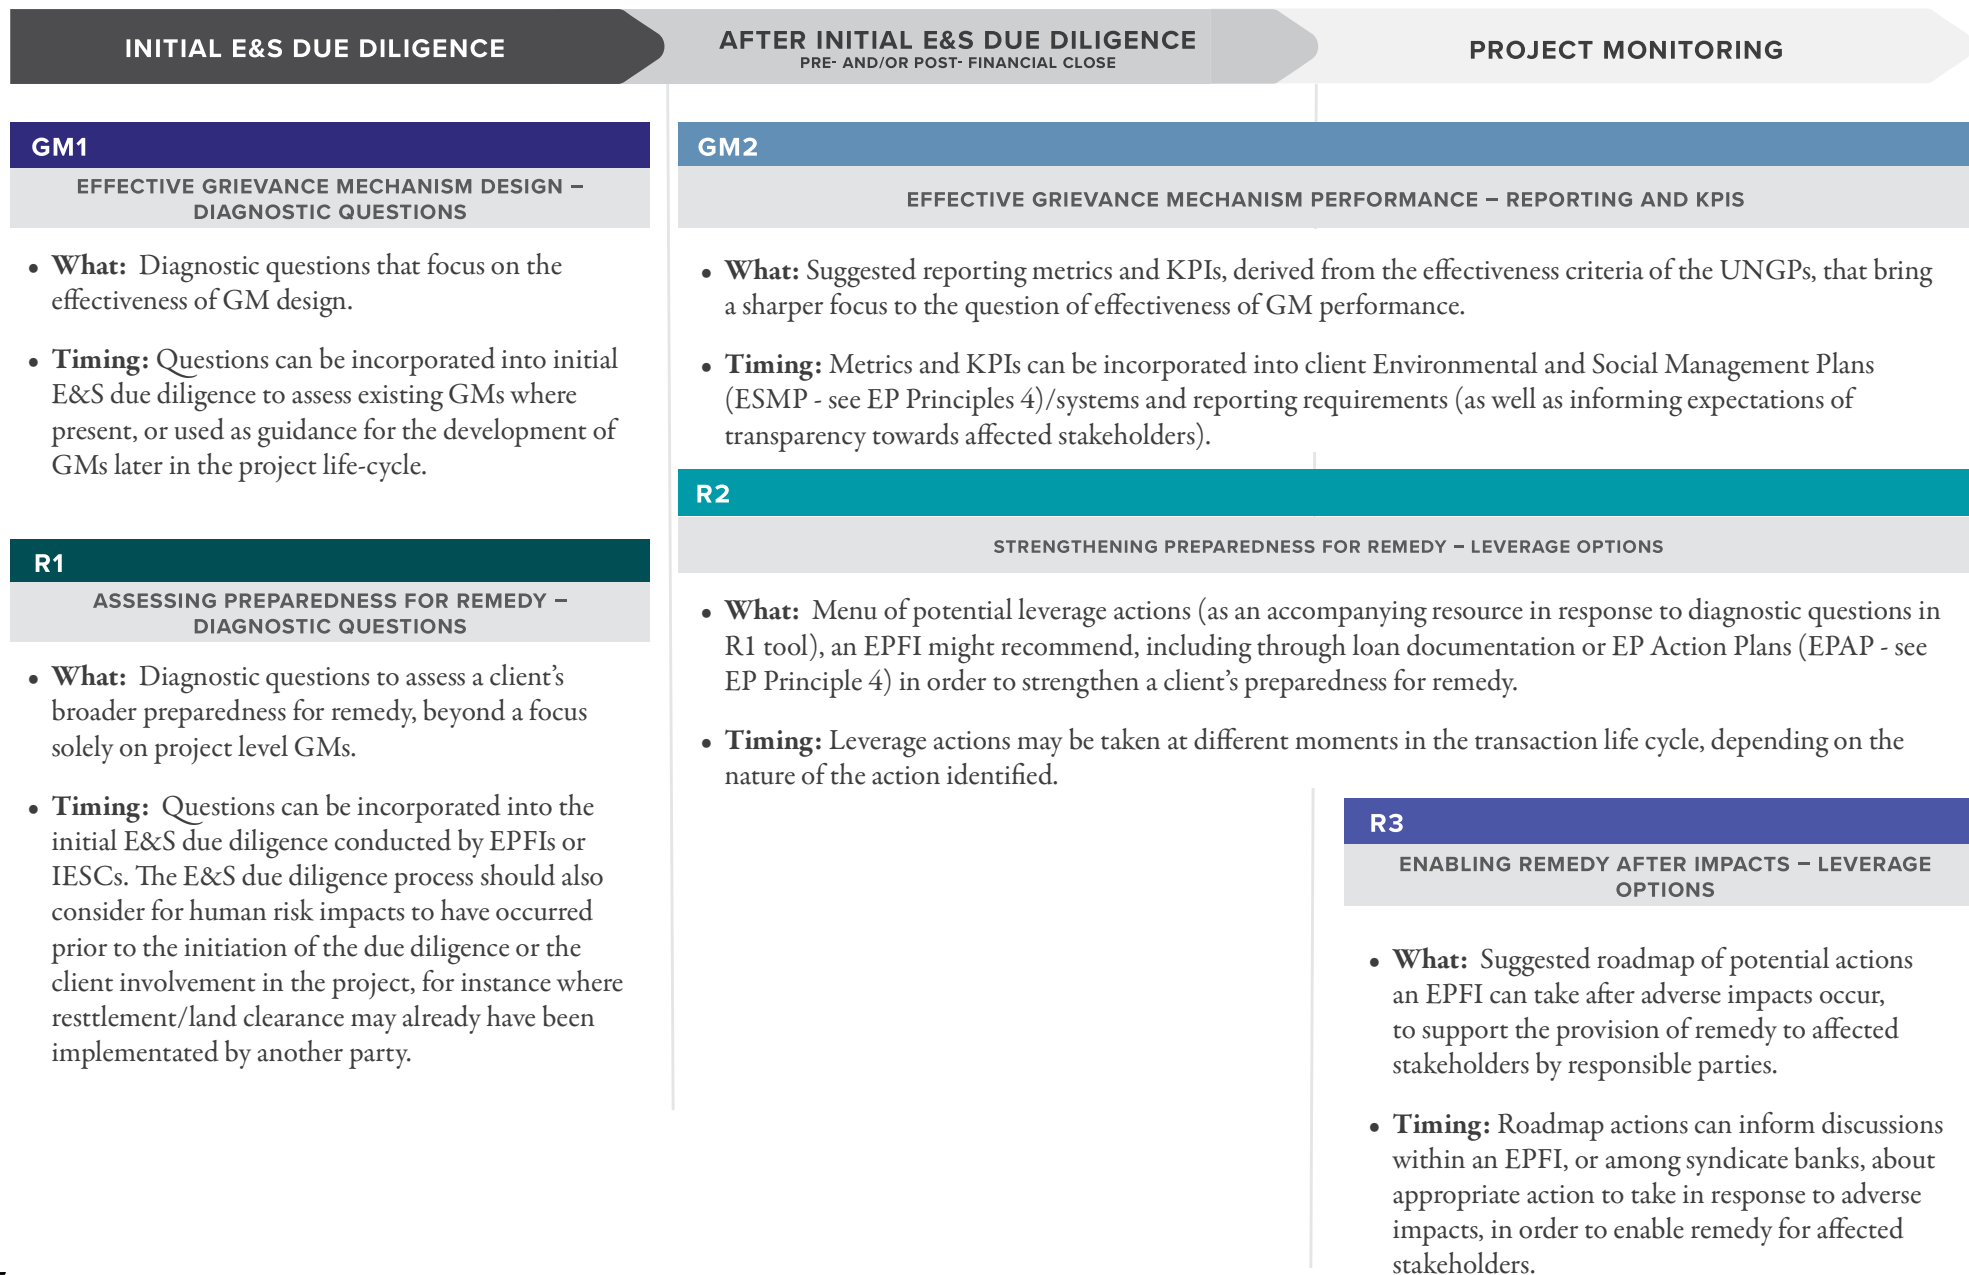 INITIAL E&S DUE DILIGENCE
AFTER INITIAL E&S DUE DILIGENCE
PRE- AND/OR POST- FINANCIAL CLOSE
PROJECT MONITORING
GM1
EFFECTIVE GRIEVANCE MECHANISM DESIGN –
DIAGNOSTIC QUESTIONS
• What: Diagnostic questions that focus on the
effectiveness of GM design.
• Timing: Questions can be incorporated into initial
E&S due diligence to assess existing GMs where
present, or used as guidance for the development of
GMs later in the project life-cycle.
R1
ASSESSING PREPAREDNESS FOR REMEDY –
DIAGNOSTIC QUESTIONS
• What: Diagnostic questions to assess a client’s
broader preparedness for remedy, beyond a focus
solely on project level GMs.
• Timing: Questions can be incorporated into the
initial E&S due diligence conducted by EPFIs or
IESCs. The E&S due diligence process should also
consider for human risk impacts to have occurred
prior to the initiation of the due diligence or the
client involvement in the project, for instance where
resttlement/land clearance may already have been
implementated by another party.
GM2
EFFECTIVE GRIEVANCE MECHANISM PERFORMANCE – REPORTING AND KPIS
• What: Suggested reporting metrics and KPIs, derived from the effectiveness criteria of the UNGPs, that bring
a sharper focus to the question of effectiveness of GM performance.
• Timing: Metrics and KPIs can be incorporated into client Environmental and Social Management Plans
(ESMP - see EP Principles 4)/systems and reporting requirements (as well as informing expectations of
transparency towards affected stakeholders).
R2
STRENGTHENING PREPAREDNESS FOR REMEDY – LEVERAGE OPTIONS
• What: Menu of potential leverage actions (as an accompanying resource in response to diagnostic questions in
R1 tool), an EPFI might recommend, including through loan documentation or EP Action Plans (EPAP - see
EP Principle 4) in order to strengthen a client’s preparedness for remedy.
• Timing: Leverage actions may be taken at different moments in the transaction life cycle, depending on the
nature of the action identified.
R3
ENABLING REMEDY AFTER IMPACTS – LEVERAGE
OPTIONS
• What: Suggested roadmap of potential actions
an EPFI can take after adverse impacts occur,
to support the provision of remedy to affected
stakeholders by responsible parties.
• Timing: Roadmap actions can inform discussions
within an EPFI, or among syndicate banks, about
appropriate action to take in response to adverse
impacts, in order to enable remedy for affected
stakeholders.